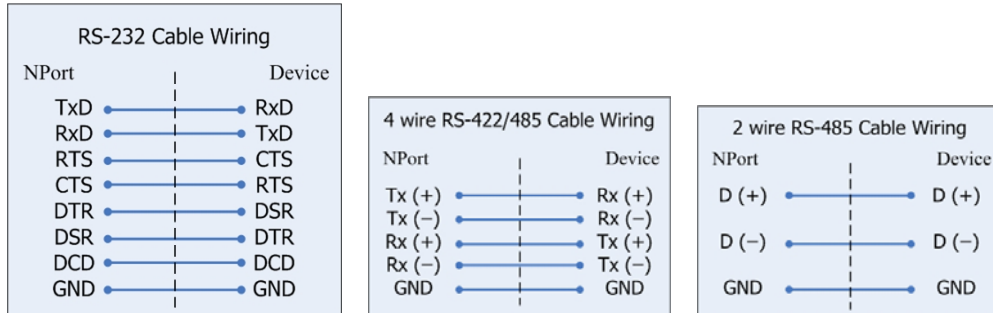 RS-232 Cable Wiring
NPort Device
TxD RxD
RxD TxD
RTS CTS
CTS RTS
DTR DSR
DSR DTR
DCD DCD
GND GND
4 wire RS-422/485 Cable Wiring
NPort Device
Tx (+) Rx (+)
Tx (−) Rx (−)
Rx (+) Tx (+)
Rx (−) Tx (−)
GND GND
2 wire RS-485 Cable Wiring
NPort Device
D (+) D (+)
D (−) D (−)
GND GND